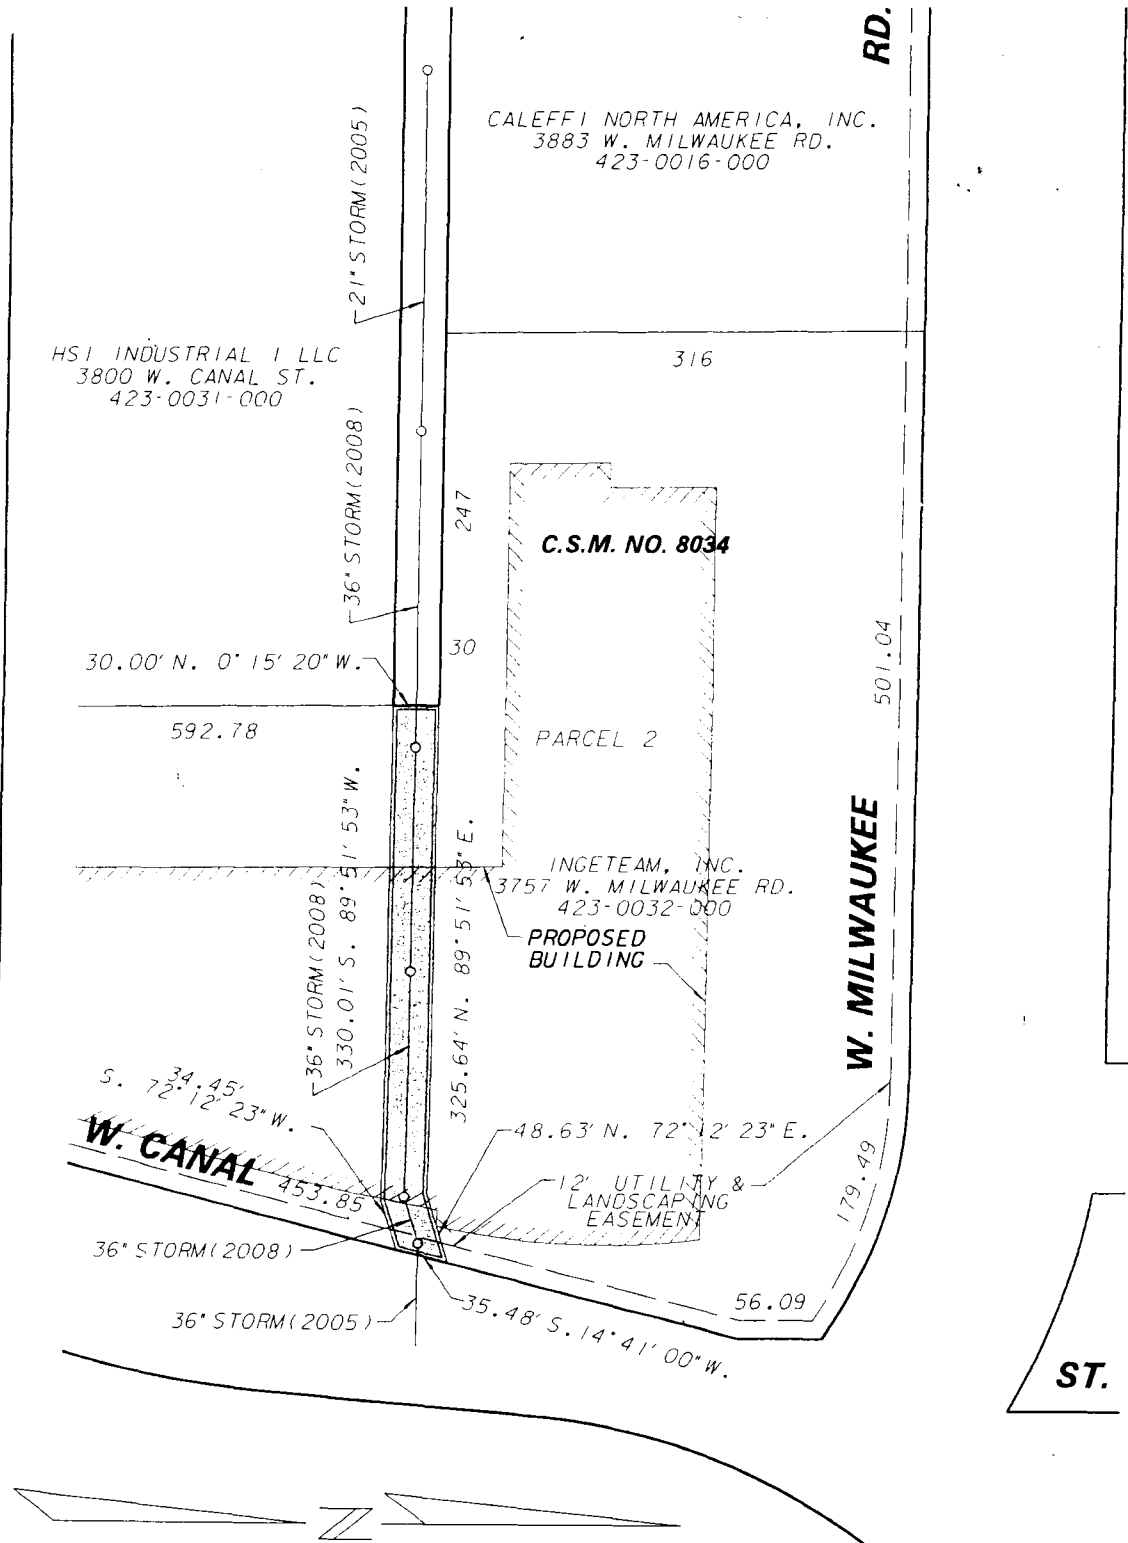 RD.
CALEFFI NORTH AMERICA, INC.
3883 W. MILWAUKEE RD.
423-0016-000
21" STORM(2005)
316
HSI INDUSTRIAL I LLC
3800 W. CANAL ST.
423-0031-000
36" STORM(2008)
247
C.S.M. NO. 8034
30
30.00' N. 0° 15' 20" W.
501.04
592.78
PARCEL 2
330.01' S. 89° 51' 53" W.
36" STORM(2008)
325.64' N. 89° 51' 53" E.
INGETEAM, INC.
3757 W. MILWAUKEE RD.
423-0032-000
PROPOSED
BUILDING
W. MILWAUKEE
34.45'
S. 72° 12' 23" W.
W. CANAL
453.85
48.63' N. 72° 12' 23" E.
12' UTILITY &
LANDSCAPING
EASEMENT
179.49
36" STORM(2008)
36" STORM(2005)
35.48' S. 14° 41' 00" W.
56.09
ST.
N